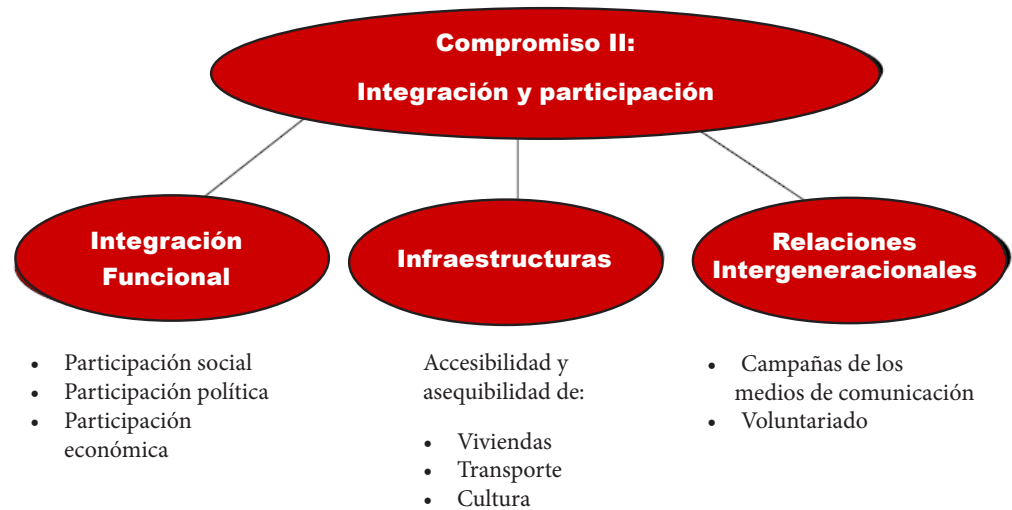 Compromiso II:
Integración y participación
Integración
Funcional
Infraestructuras
Relaciones
Intergeneracionales
• Participación social
• Participación política
• Participación
económica
Accesibilidad y
asequibilidad de:
• Viviendas
• Transporte
• Cultura
• Campañas de los
medios de comunicación
• Voluntariado